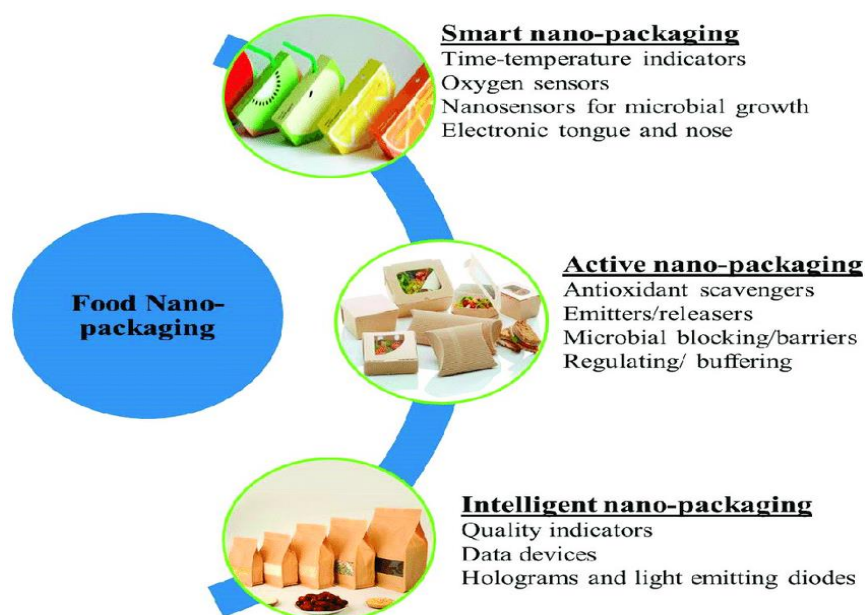 Smart nano-packaging
Time-temperature indicators
Oxygen sensors
Nanosensors for microbial growth
Electronic tongue and nose
Food Nano-
packaging
Active nano-packaging
Antioxidant scavengers
Emitters/releasers
Microbial blocking/barriers
Regulating/ buffering
Intelligent nano-packaging
Quality indicators
Data devices
Holograms and light emitting diodes